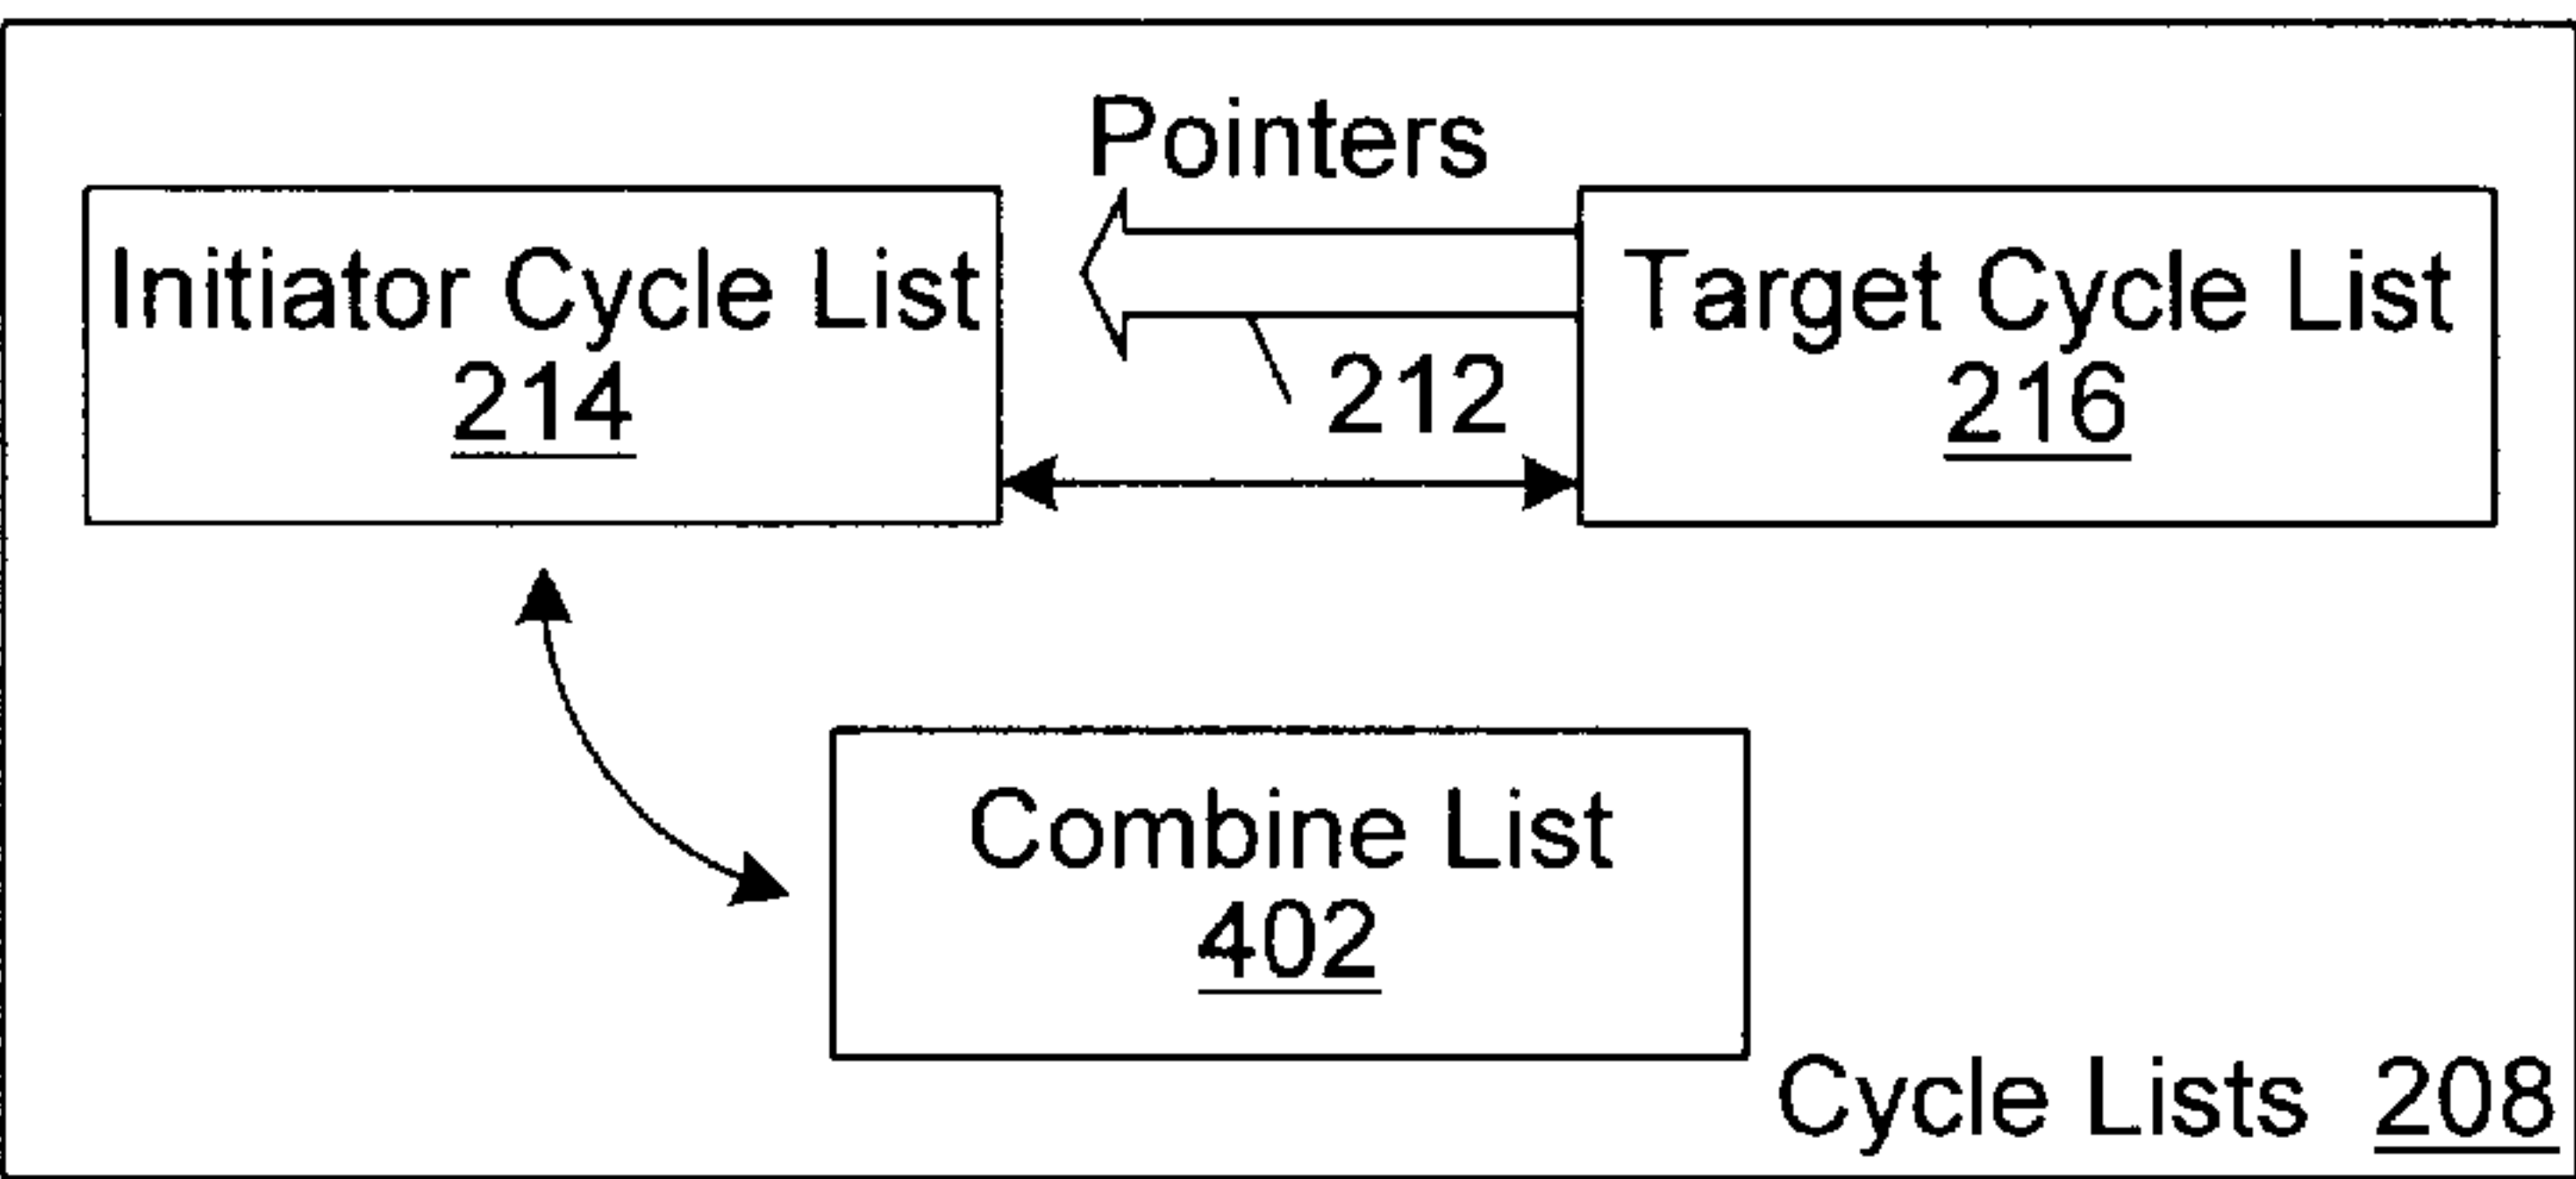 Pointers
Initiator Cycle List
214
212
Target Cycle List
216
Combine List
402
Cycle Lists 208